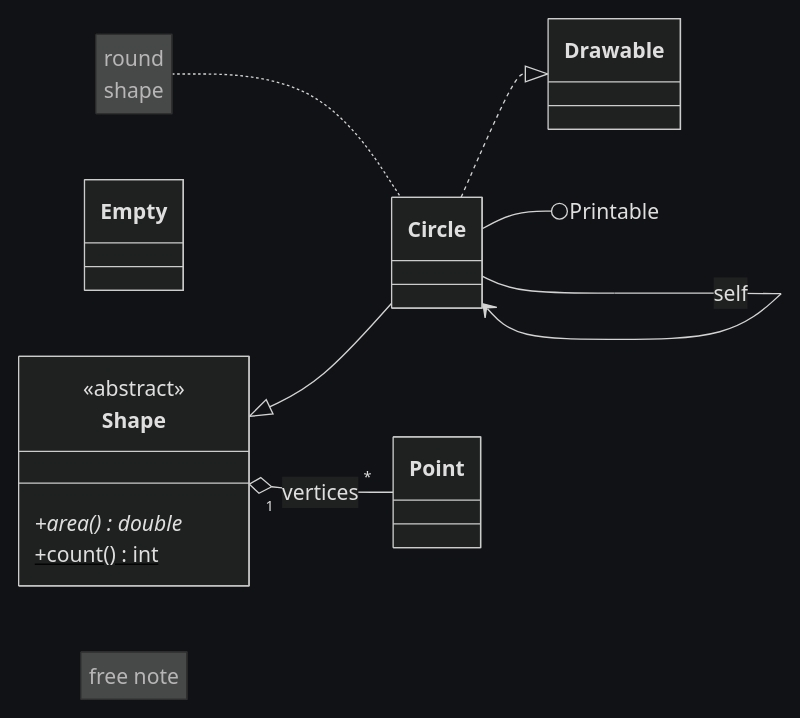 round
shape
Drawable
Empty
Circle
Printable
self
«abstract»
Shape
+area() : double
+count() : int
1
vertices
*
Point
free note